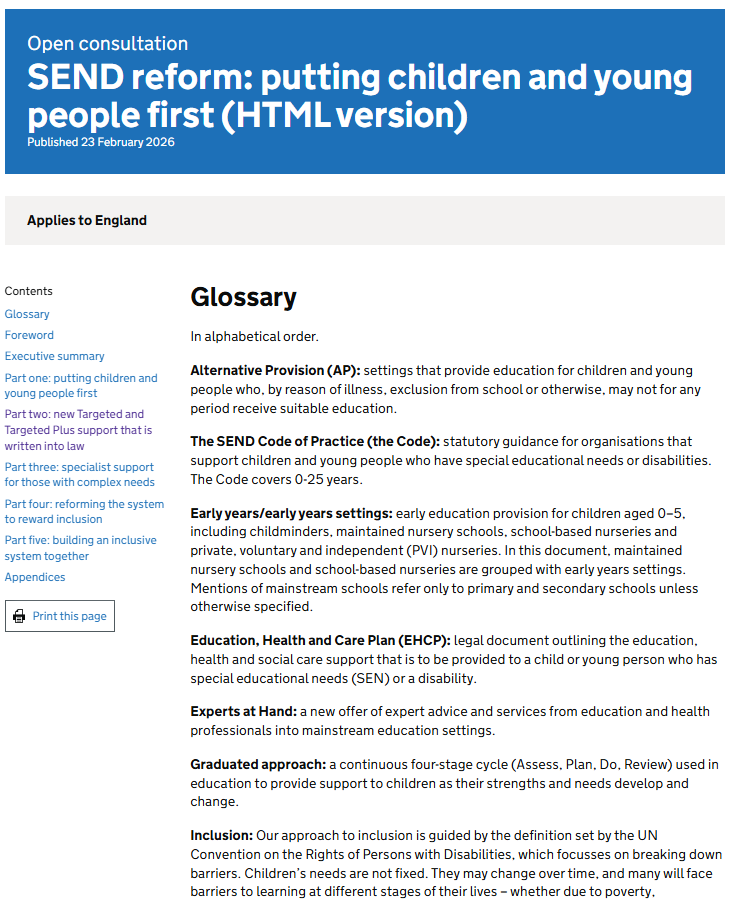 Open consultation
SEND reform: putting children and young
people first (HTML version)
Published 23 February 2026
Applies to England
Contents
Glossary
Foreword
Executive summary
Part one: putting children and
young people first
Part two: new Targeted and
Targeted Plus support that is
written into law
Part three: specialist support
for those with complex needs
Part four: reforming the system
to reward inclusion
Part five: building an inclusive
system together
Appendices
Print this page
Glossary
In alphabetical order.
Alternative Provision (AP): settings that provide education for children and young
people who, by reason of illness, exclusion from school or otherwise, may not for any
period receive suitable education.
The SEND Code of Practice (the Code): statutory guidance for organisations that
support children and young people who have special educational needs or disabilities.
The Code covers 0-25 years.
Early years/early years settings: early education provision for children aged 0–5,
including childminders, maintained nursery schools, school-based nurseries and
private, voluntary and independent (PVI) nurseries. In this document, maintained
nursery schools and school-based nurseries are grouped with early years settings.
Mentions of mainstream schools refer only to primary and secondary schools unless
otherwise specified.
Education, Health and Care Plan (EHCP): legal document outlining the education,
health and social care support that is to be provided to a child or young person who has
special educational needs (SEN) or a disability.
Experts at Hand: a new offer of expert advice and services from education and health
professionals into mainstream education settings.
Graduated approach: a continuous four-stage cycle (Assess, Plan, Do, Review) used in
education to provide support to children as their strengths and needs develop and
change.
Inclusion: Our approach to inclusion is guided by the definition set by the UN
Convention on the Rights of Persons with Disabilities, which focusses on breaking down
barriers. Children's needs are not fixed. They may change over time, and many will face
barriers to learning at different stages of their lives – whether due to poverty,